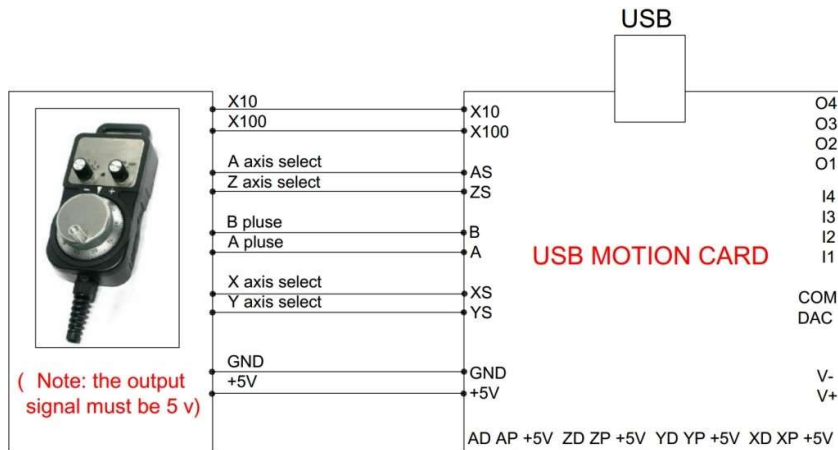 USB
X10
X100
A axis select
Z axis select
B pluse
A pluse
X axis select
Y axis select
GND
+5V
( Note: the output
signal must be 5 v)
X10
X100
AS
ZS
B
A
XS
YS
GND
+5V
USB MOTION CARD
O4
O3
O2
O1
I4
I3
I2
I1
COM
DAC
V-
V+
AD AP +5V ZD ZP +5V YD YP +5V XD XP +5V